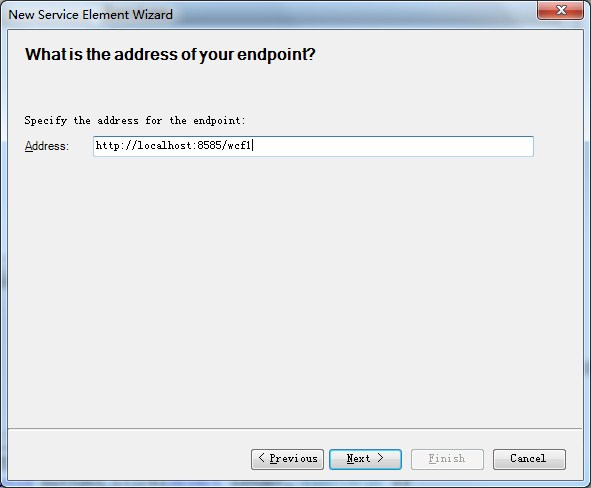 New Service Element Wizard
What is the address of your endpoint?
Specify the address for the endpoint:
Address: http://localhost:8585/wcf1
< Previous Next > Finish Cancel